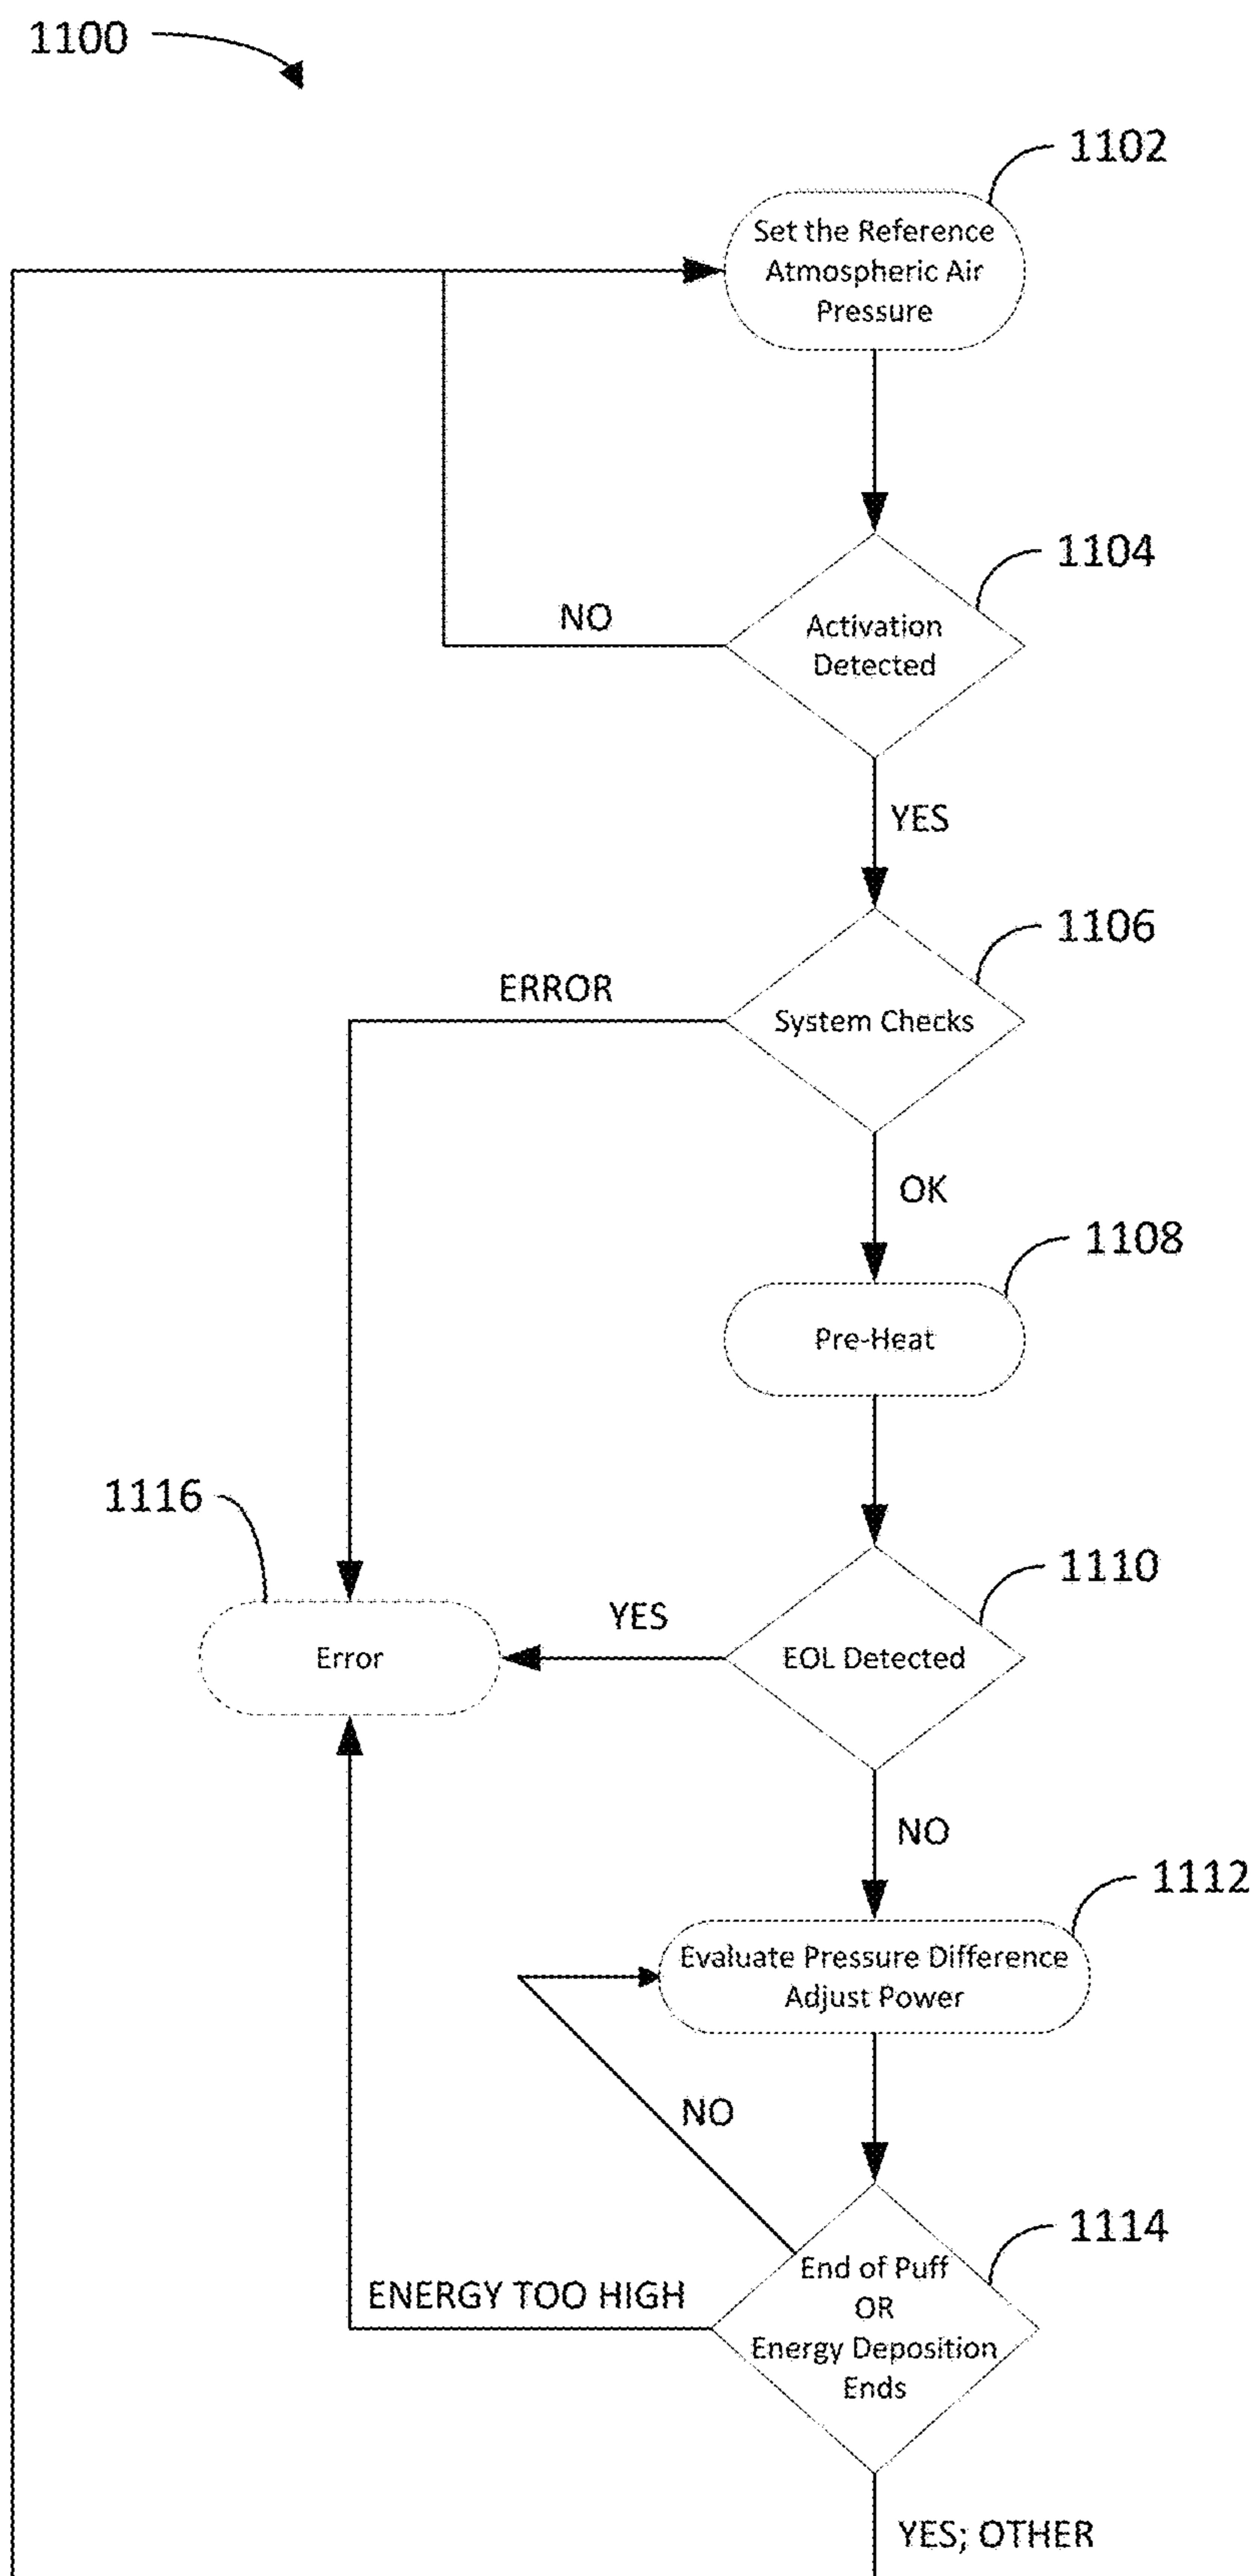 1100
1102
Set the Reference
Atmospheric Air
Pressure
1104
NO
Activation
Detected
YES
1106
ERROR
System Checks
OK
1108
Pre-Heat
1116
1110
YES
Error
EOL Detected
NO
1112
Evaluate Pressure Difference
Adjust Power
NO
1114
ENERGY TOO HIGH
End of Puff
OR
Energy Deposition
Ends
YES; OTHER